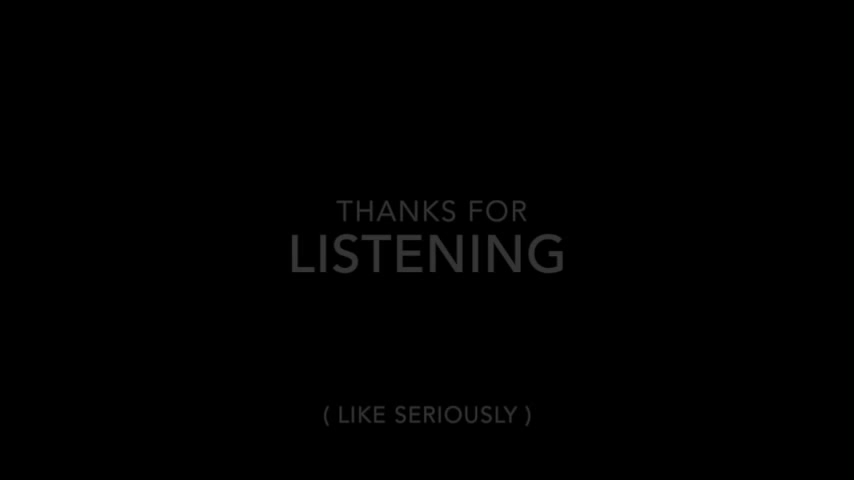 THANKS FOR
LISTENING
( LIKE SERIOUSLY )